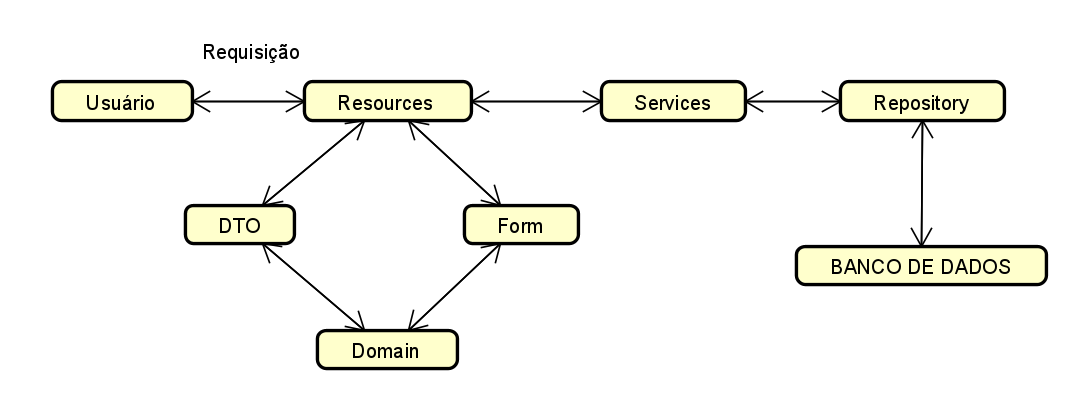 Requisição
Usuário
Resources
Services
Repository
DTO
Form
BANCO DE DADOS
Domain